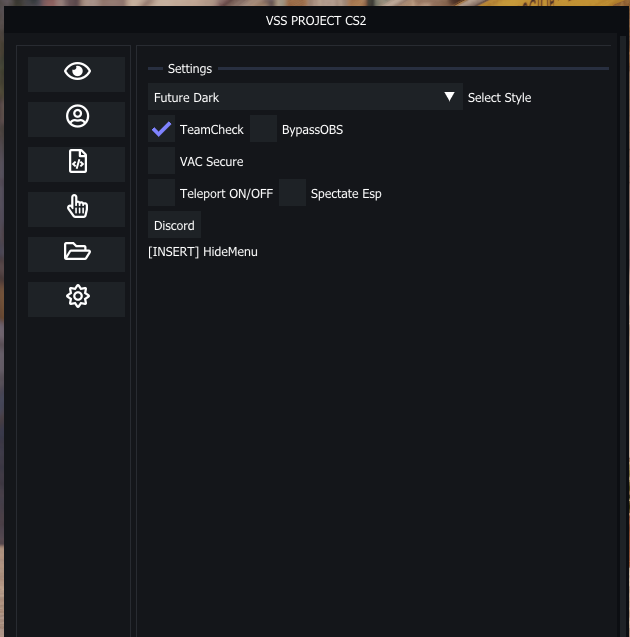 VSS PROJECT CS2
Settings
Future Dark Select Style
TeamCheck BypassOBS
VAC Secure
Teleport ON/OFF Spectate Esp
Discord
[INSERT] HideMenu